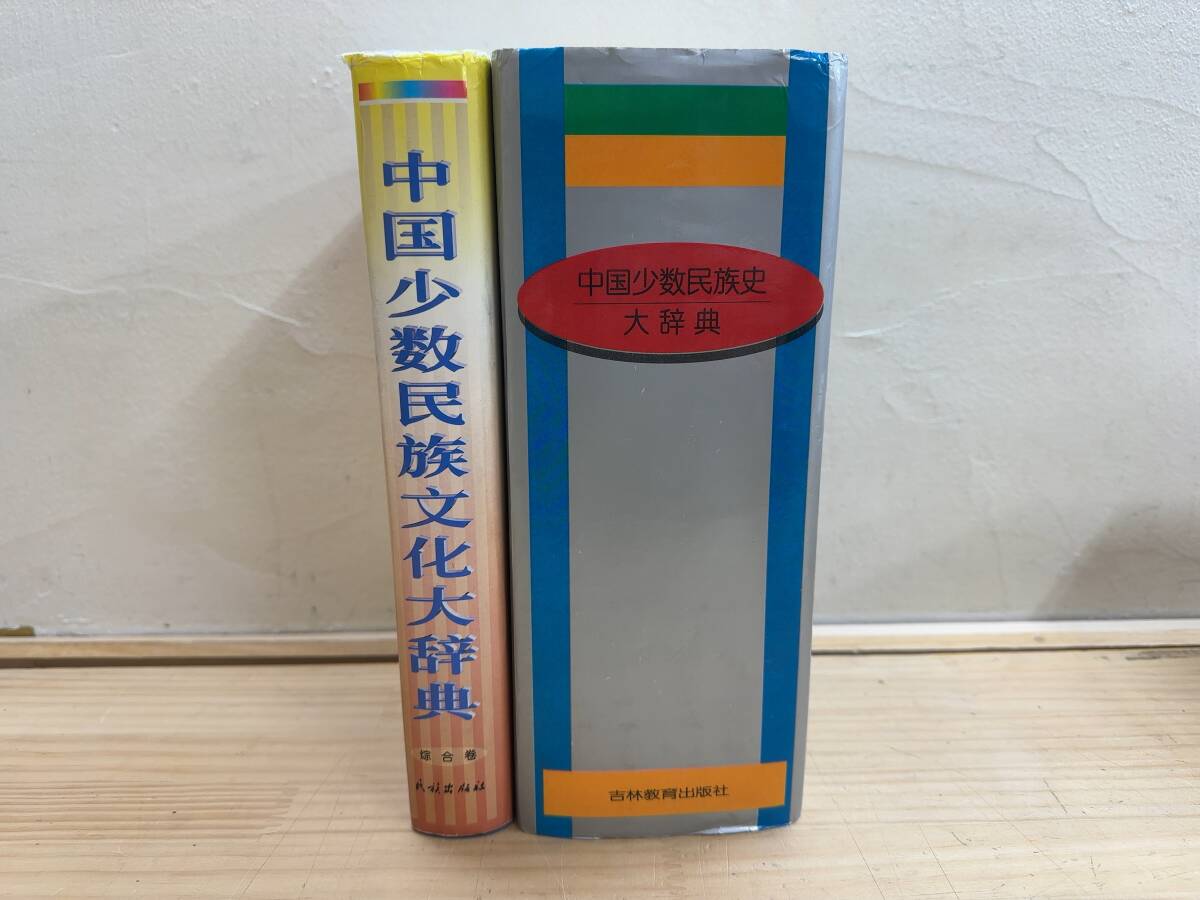 中国少数民族文化大辞典
综合卷
民族出版社
中国少数民族史
大辞典
吉林教育出版社